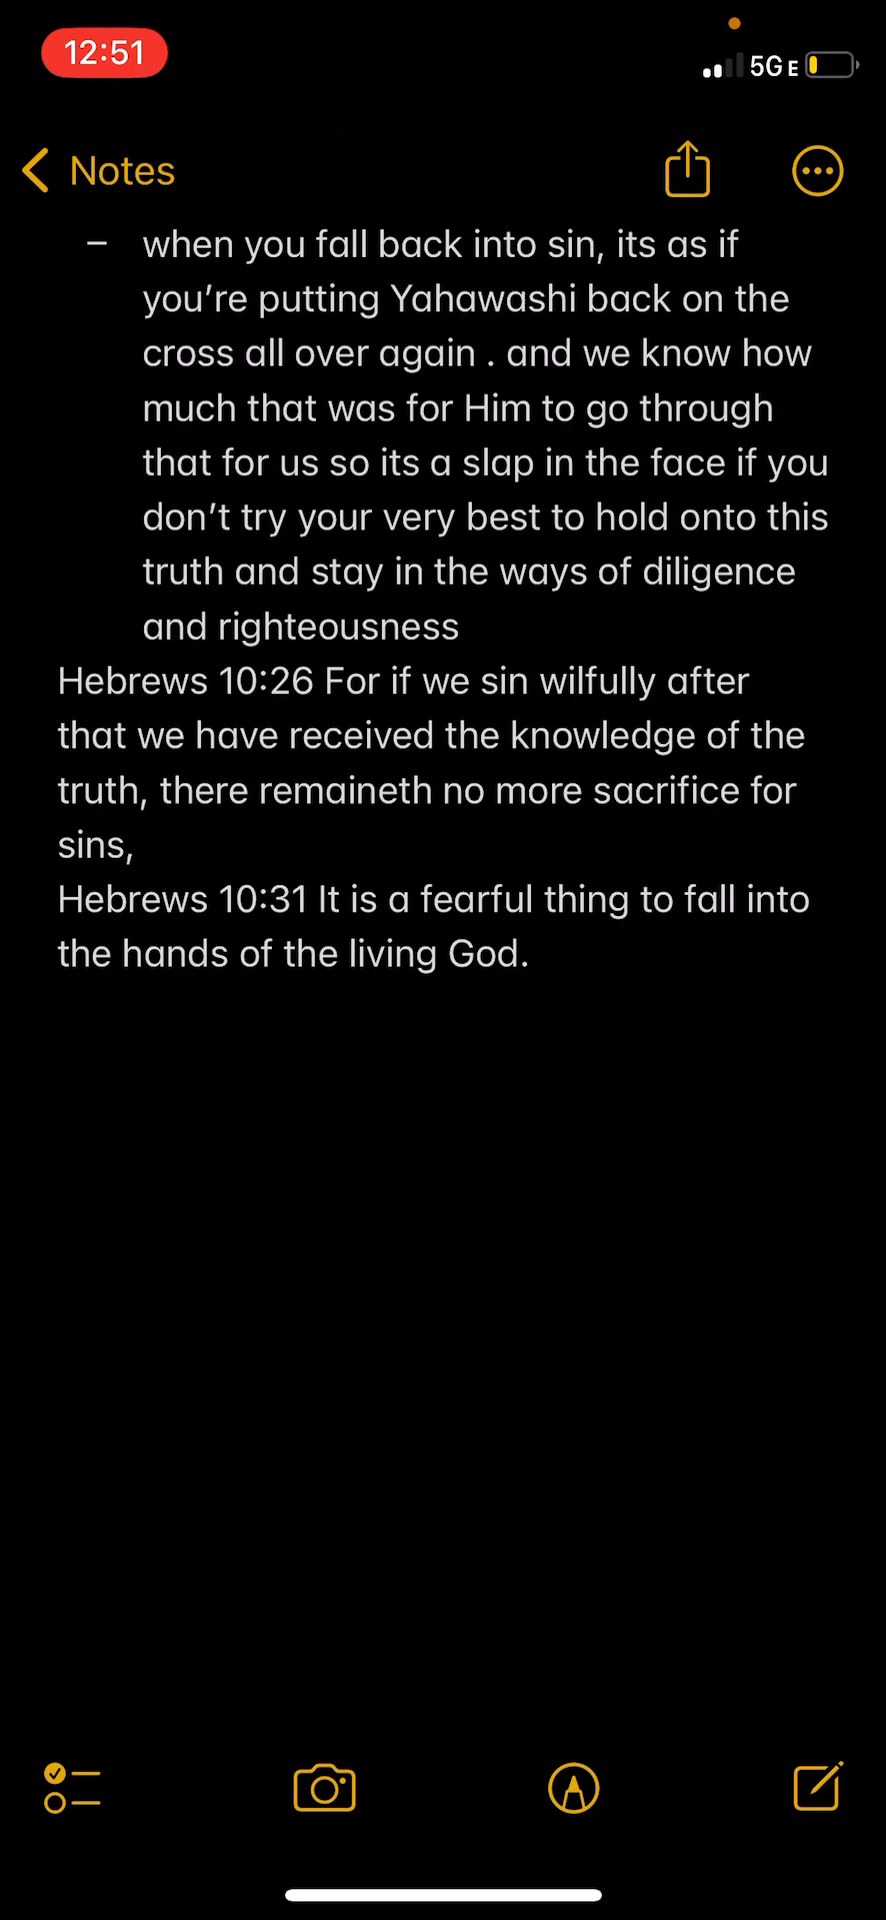 12:51
5GE
Notes
– when you fall back into sin, its as if
you’re putting Yahawashi back on the
cross all over again . and we know how
much that was for Him to go through
that for us so its a slap in the face if you
don’t try your very best to hold onto this
truth and stay in the ways of diligence
and righteousness
Hebrews 10:26 For if we sin wilfully after
that we have received the knowledge of the
truth, there remaineth no more sacrifice for
sins,
Hebrews 10:31 It is a fearful thing to fall into
the hands of the living God.